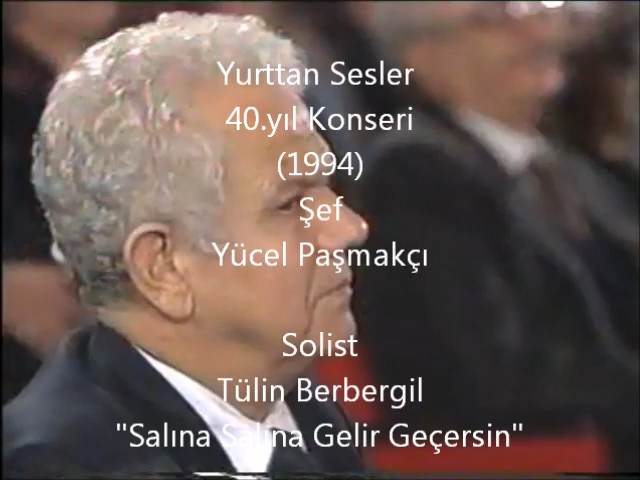 Yurttan Sesler
40.yıl Konseri
(1994)
Şef
Yücel Paşmakçı
Solist
Tülin Berbergil
"Salına Salına Gelir Geçersin"